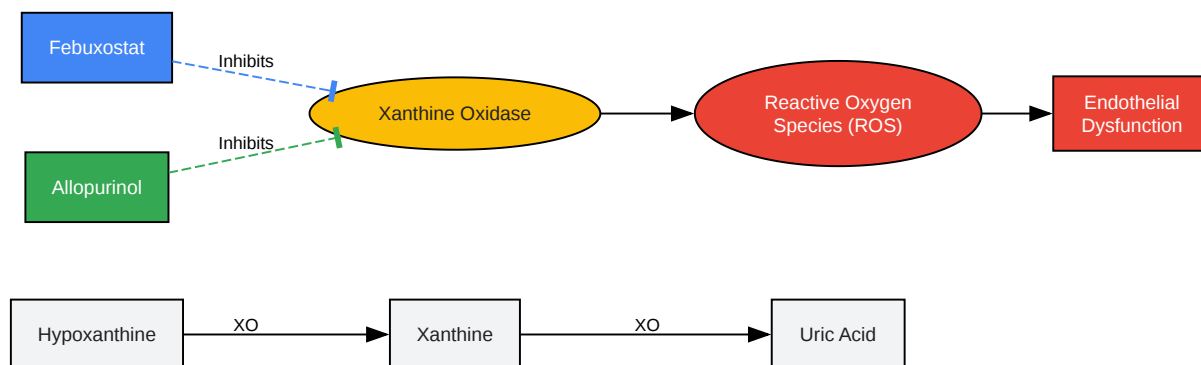 Febuxostat
Inhibits
Xanthine Oxidase
Reactive Oxygen
Species (ROS)
Endothelial
Dysfunction
Inhibits
Allopurinol
Hypoxanthine
XO
Xanthine
XO
Uric Acid